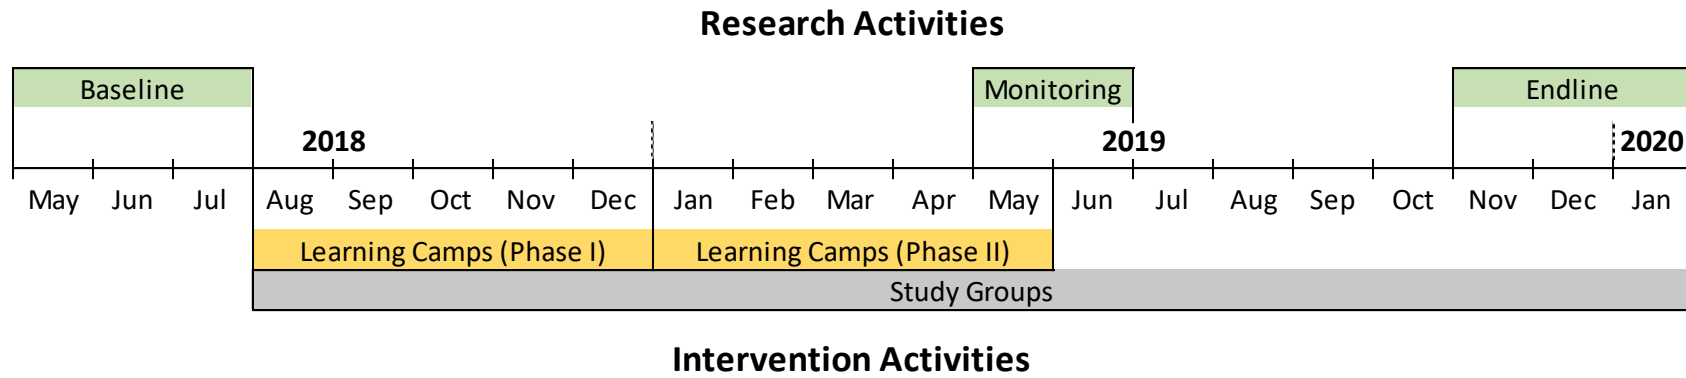 Research Activities
Baseline Monitoring Endline
2018 2019 2020
May Jun Jul Aug Sep Oct Nov Dec Jan Feb Mar Apr May Jun Jul Aug Sep Oct Nov Dec Jan
Learning Camps (Phase I) Learning Camps (Phase II)
Study Groups
Intervention Activities